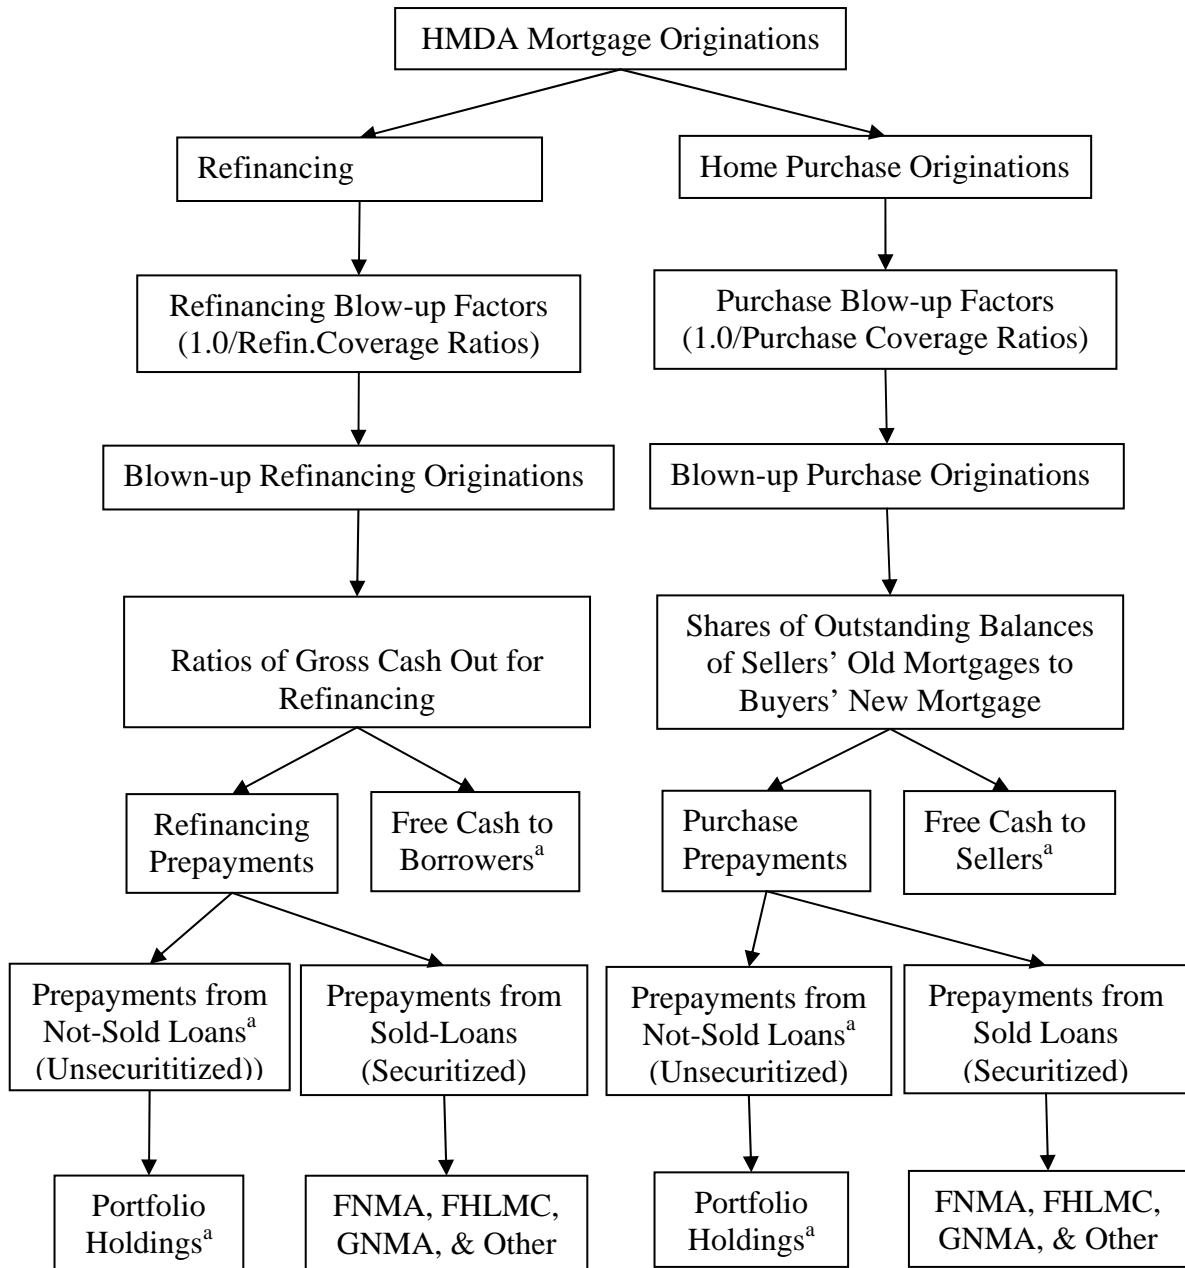 HMDA Mortgage Originations
Refinancing
Home Purchase Originations
Refinancing Blow-up Factors
(1.0/Refin.Coverage Ratios)
Purchase Blow-up Factors
(1.0/Purchase Coverage Ratios)
Blown-up Refinancing Originations
Blown-up Purchase Originations
Ratios of Gross Cash Out for
Refinancing
Shares of Outstanding Balances
of Sellers’ Old Mortgages to
Buyers’ New Mortgage
Refinancing
Prepayments
Free Cash to
Borrowersa
Purchase
Prepayments
Free Cash to
Sellersa
Prepayments from
Not-Sold Loansa
(Unsecurititized))
Prepayments from
Sold-Loans
(Securitized)
Prepayments from
Not-Sold Loansa
(Unsecuritized)
Prepayments from
Sold Loans
(Securitized)
Portfolio
Holdingsa
FNMA, FHLMC,
GNMA, & Other
Portfolio
Holdingsa
FNMA, FHLMC,
GNMA, & Other